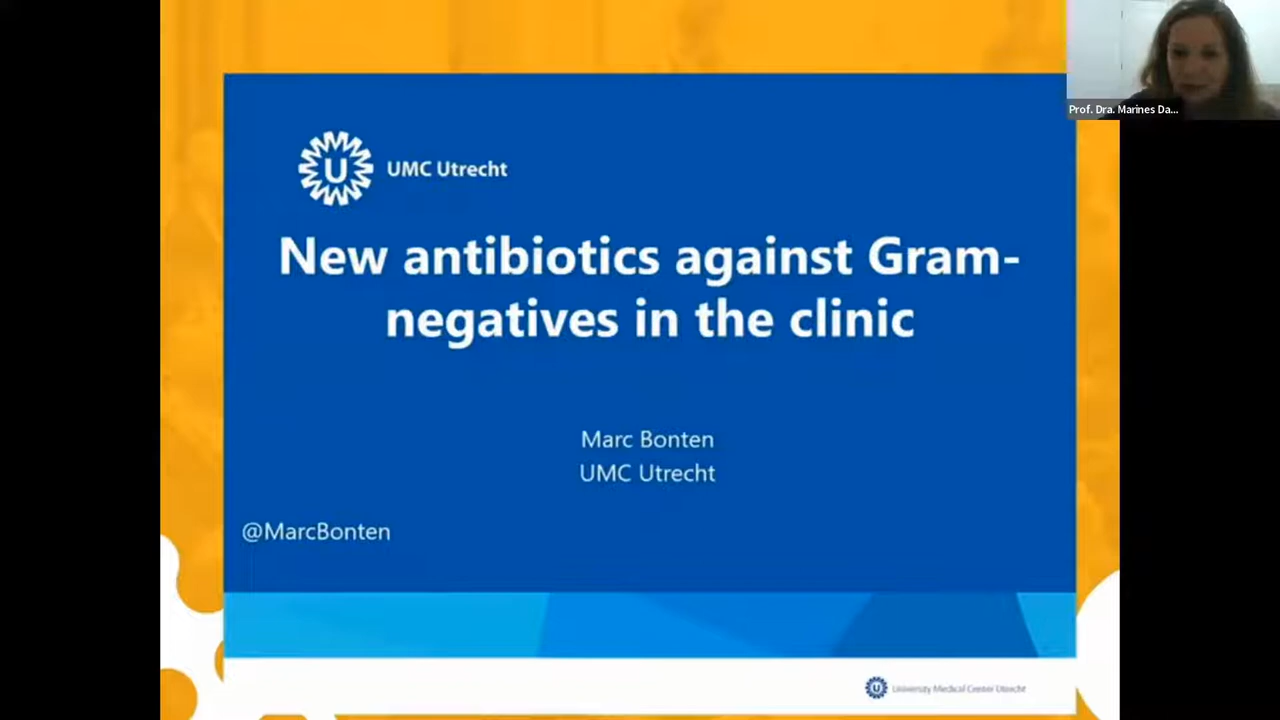 Prof. Dra. Marines Da...
UMC Utrecht
New antibiotics against Gram-
negatives in the clinic
Marc Bonten
UMC Utrecht
@MarcBonten
University Medical Center Utrecht